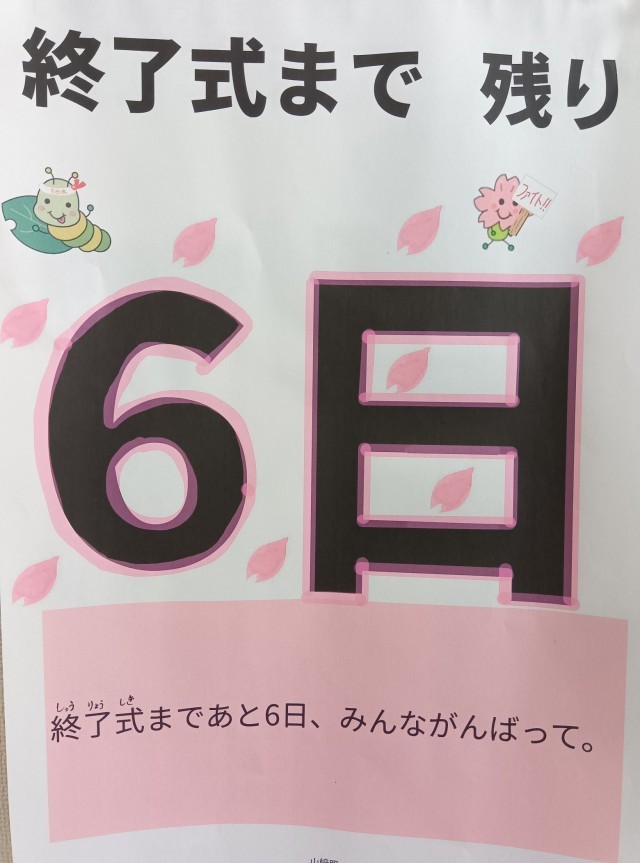 終了式まで 残り
ファイト!!
6日
しゅう りょう しき
終了式まであと6日、みんながんばって。